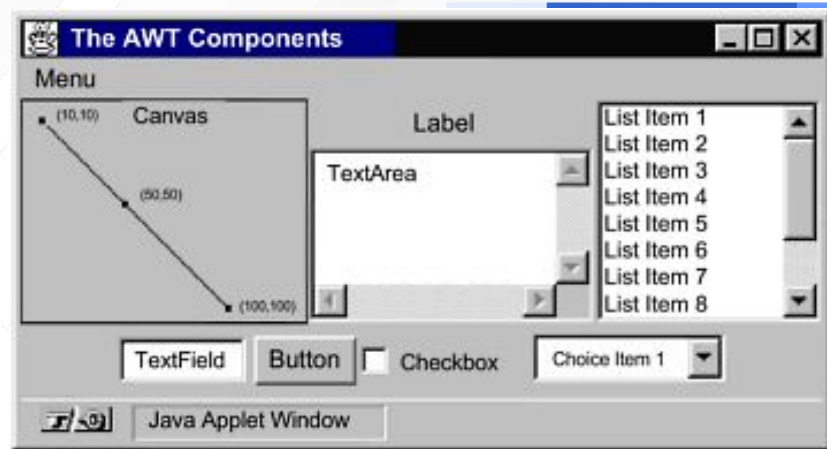 The AWT Components
Menu
Canvas
(10,10)
(50,50)
(100,100)
Label
TextArea
List Item 1
List Item 2
List Item 3
List Item 4
List Item 5
List Item 6
List Item 7
List Item 8
TextField
Button
Checkbox
Choice Item 1
Java Applet Window